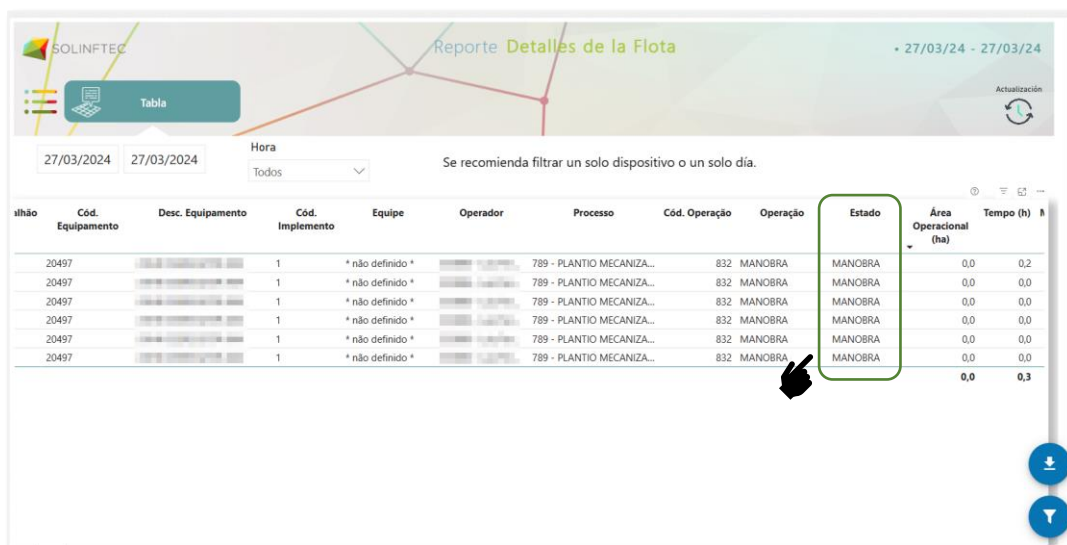 SOLINFTEC
Reporte Detalles de la Flota
• 27/03/24 - 27/03/24
Actualización
Tabla
27/03/2024 27/03/2024
Hora
Todos
Se recomienda filtrar un solo dispositivo o un solo día.
alhão Cód. Equipamento Desc. Equipamento Cód. Implemento Equipe Operador Processo Cód. Operação Operação Estado Área Operacional (ha) Tempo (h)
20497 1 * não definido * 789 - PLANTIO MECANIZA... 832 MANOBRA MANOBRA 0,0 0,2
20497 1 * não definido * 789 - PLANTIO MECANIZA... 832 MANOBRA MANOBRA 0,0 0,0
20497 1 * não definido * 789 - PLANTIO MECANIZA... 832 MANOBRA MANOBRA 0,0 0,0
20497 1 * não definido * 789 - PLANTIO MECANIZA... 832 MANOBRA MANOBRA 0,0 0,0
20497 1 * não definido * 789 - PLANTIO MECANIZA... 832 MANOBRA MANOBRA 0,0 0,0
20497 1 * não definido * 789 - PLANTIO MECANIZA... 832 MANOBRA MANOBRA 0,0 0,0
0,0 0,3